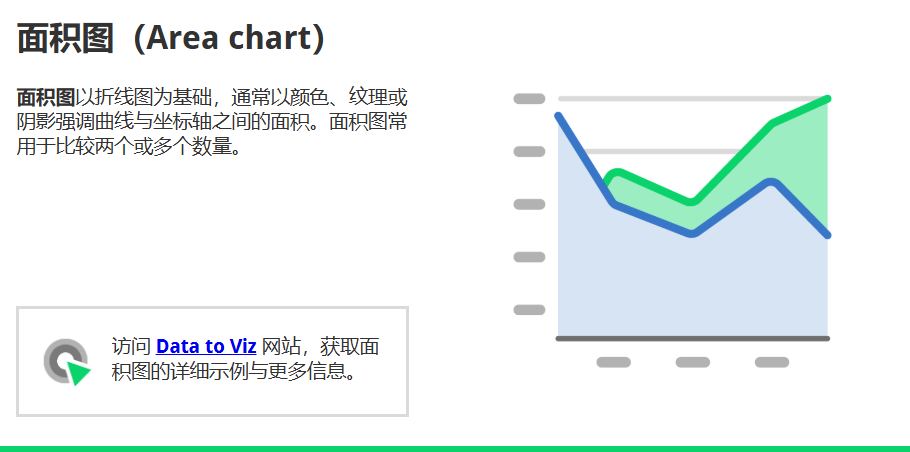 面积图（Area chart）
面积图以折线图为基础，通常以颜色、纹理或
阴影强调曲线与坐标轴之间的面积。面积图常
用于比较两个或多个数量。
访问 Data to Viz 网站，获取面
积图的详细示例与更多信息。